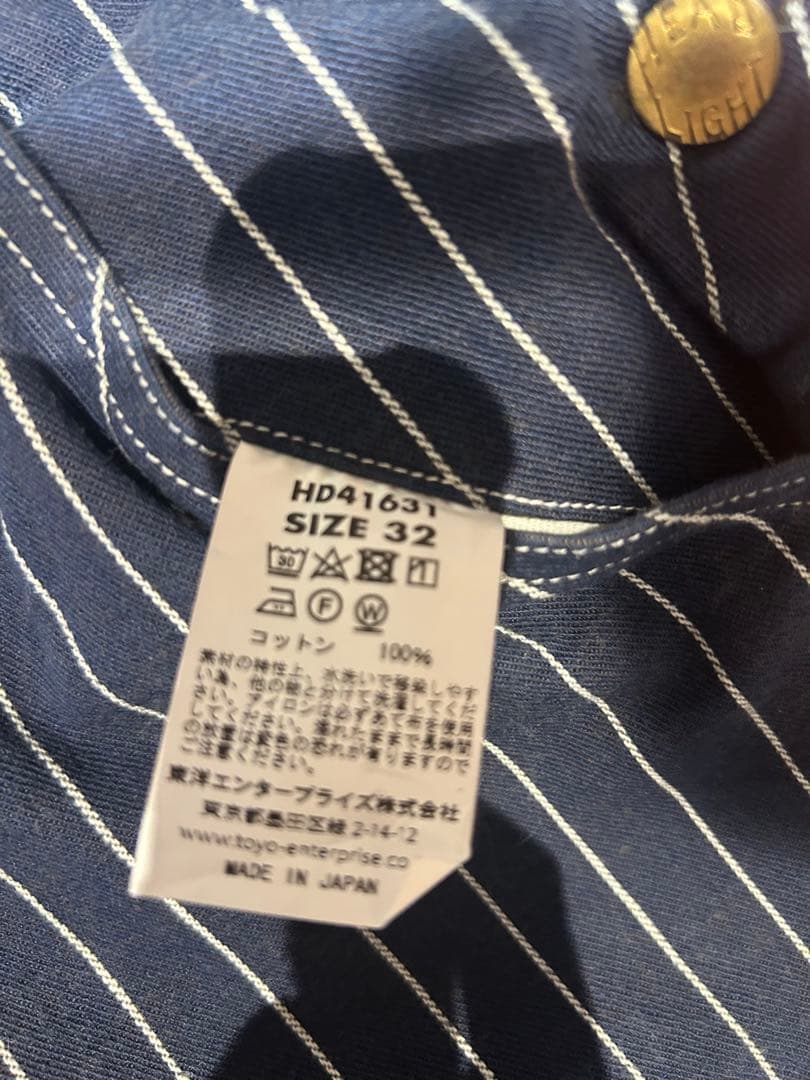 HEAD
LIGHT
HD41631
SIZE 32
30
1
F
W
コットン 100%
素材の特性上、水洗いで移染しやす
い為、他の物と分けて洗濯してくだ
さい。アイロンは必ずあて布を使用
してください。濡れたままで長時間
の放置は変色の恐れが有りますので
ご注意ください。
東洋エンタープライズ株式会社
東京都墨田区緑 2-14-12
www.toyo-enterprise.co
MADE IN JAPAN